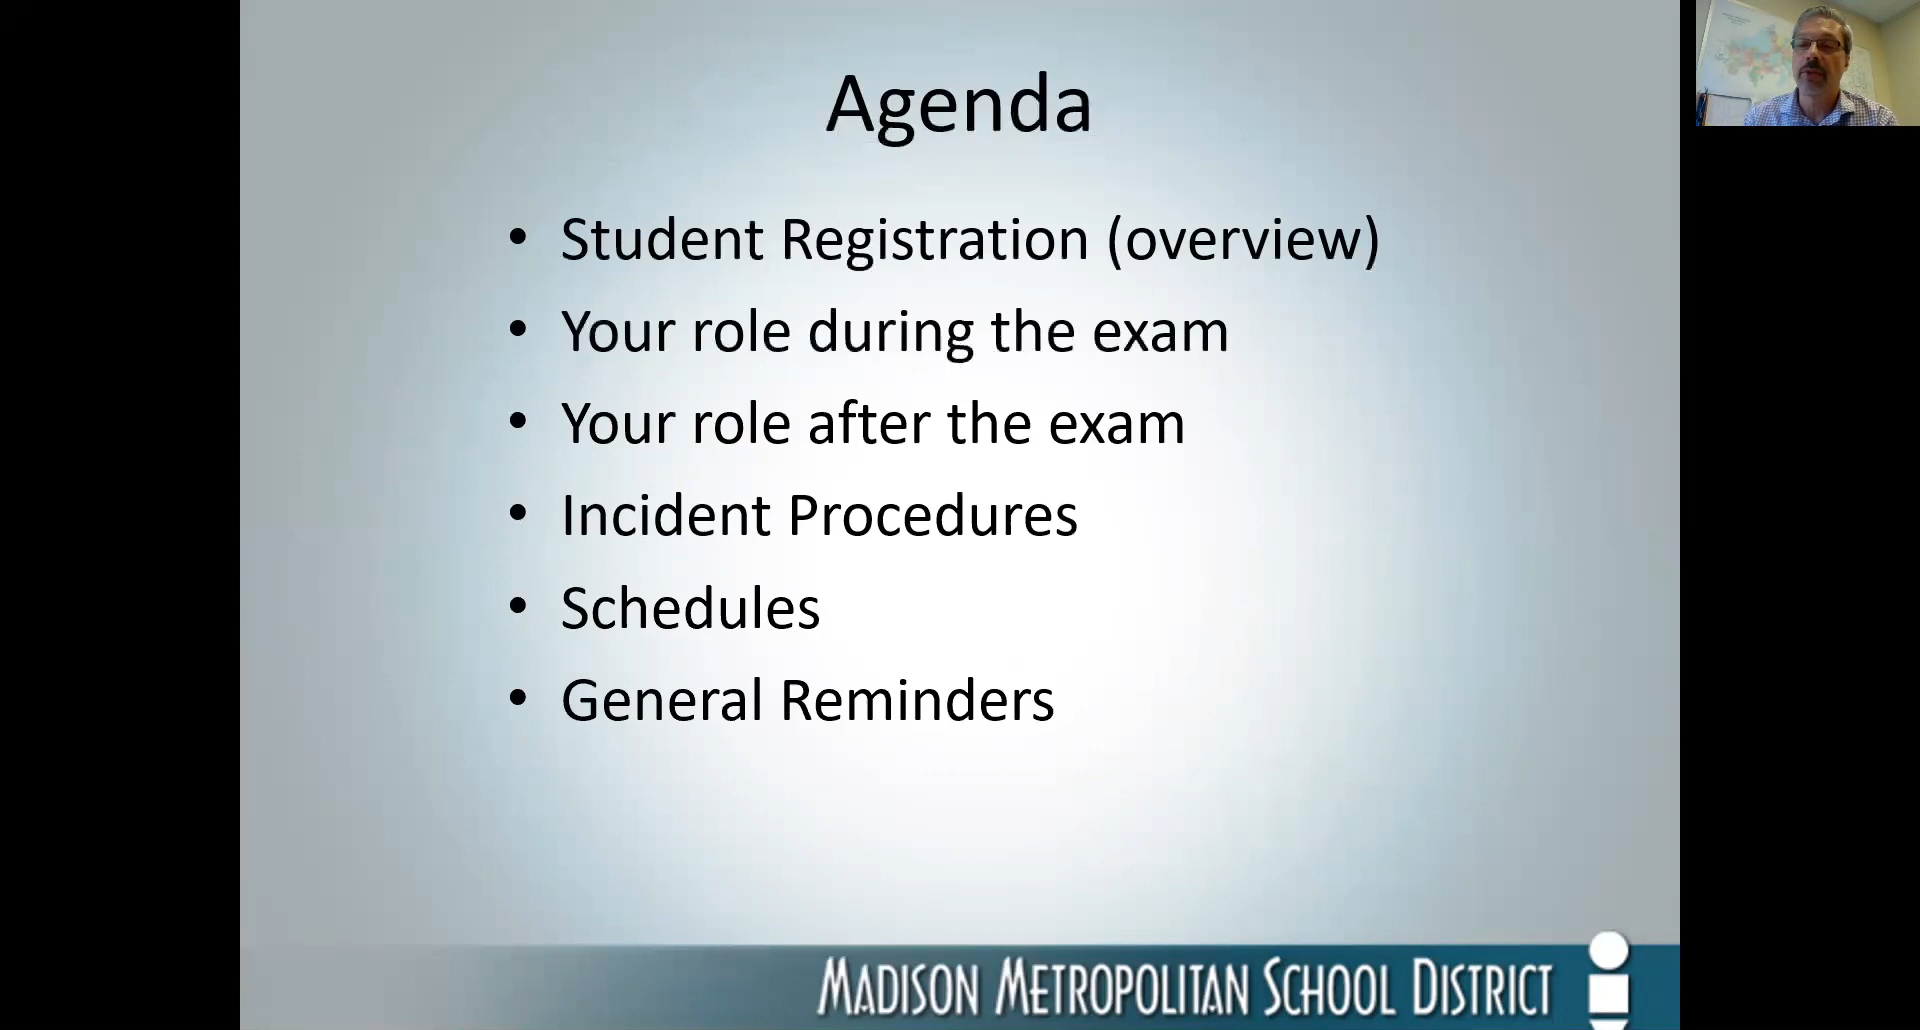 Agenda
• Student Registration (overview)
• Your role during the exam
• Your role after the exam
• Incident Procedures
• Schedules
• General Reminders
MADISON METROPOLITAN SCHOOL DISTRICT